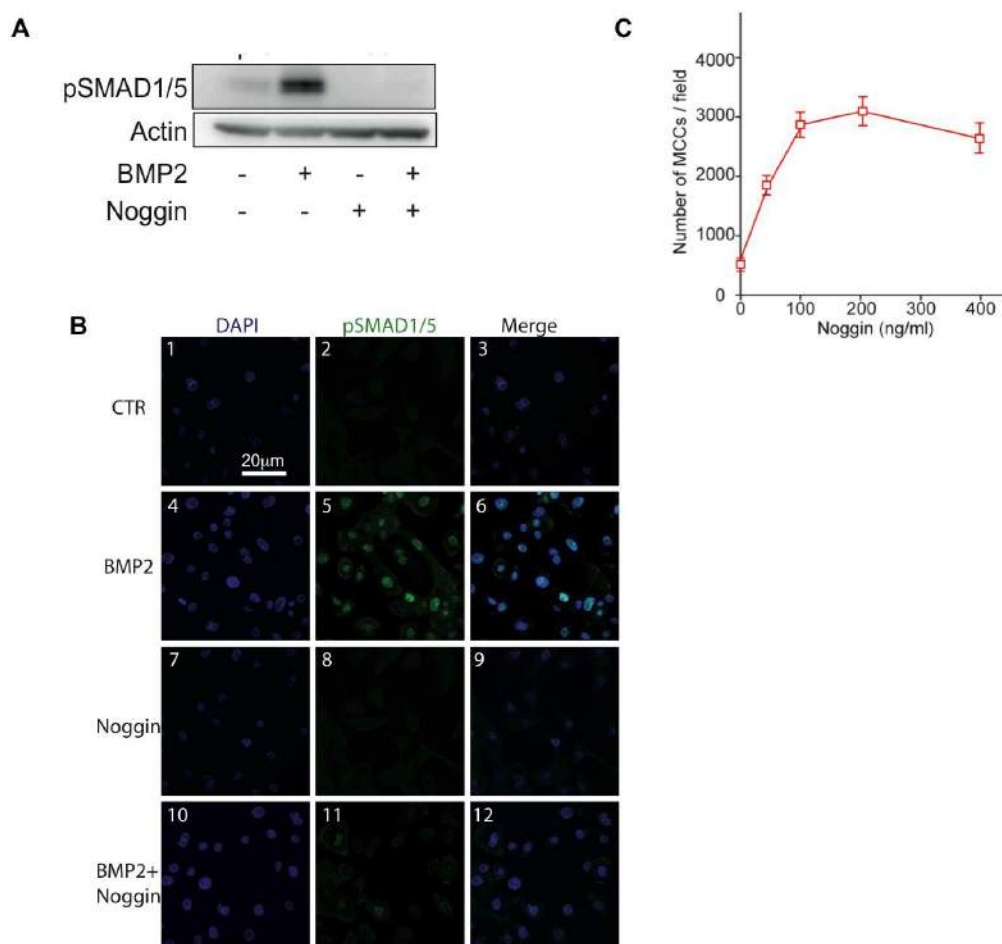 A
pSMAD1/5
Actin
BMP2 - + - +
Noggin - - + +
C
Number of MCCs / field
4000
3000
2000
1000
0
0 100 200 300 400
Noggin (ng/ml)
B
DAPI pSMAD1/5 Merge
CTR 1 2 3
20μm
BMP2 4 5 6
Noggin 7 8 9
BMP2+
Noggin 10 11 12